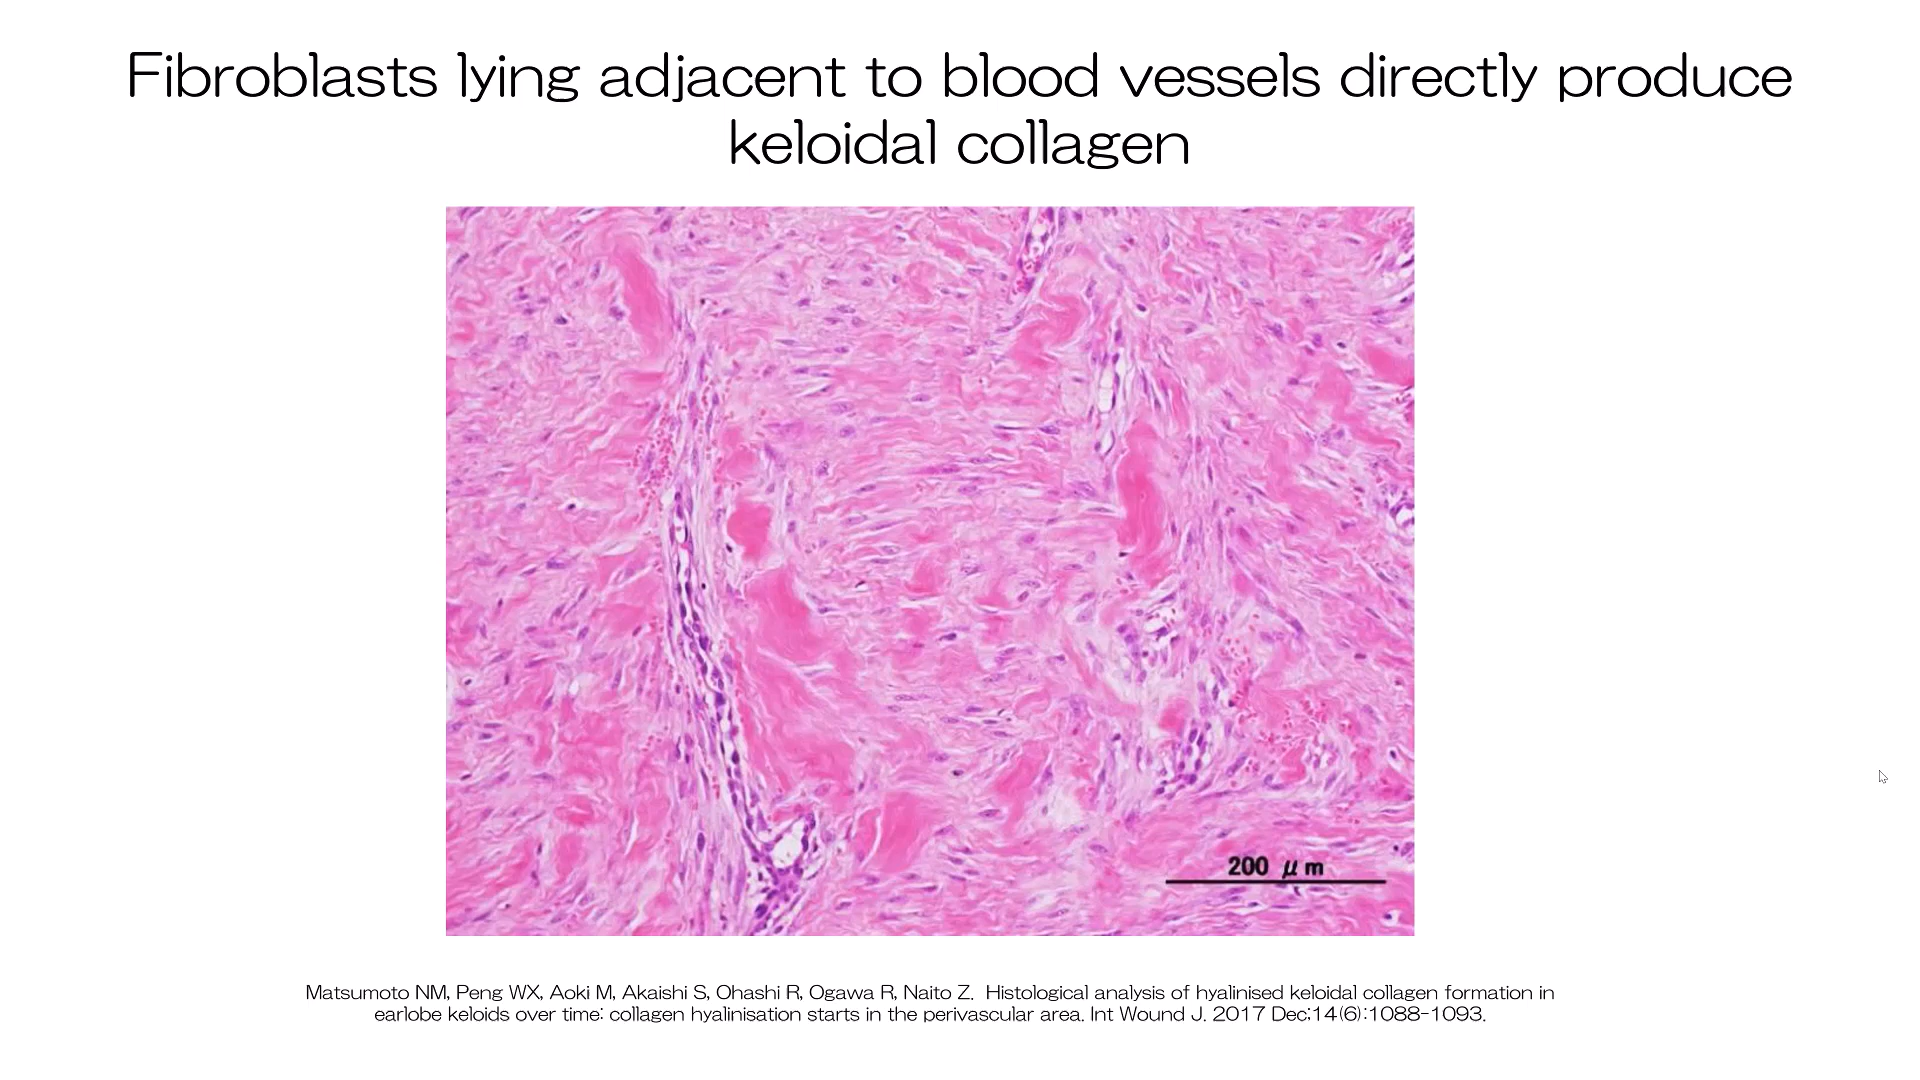 Fibroblasts lying adjacent to blood vessels directly produce
keloidal collagen
200 μm
Matsumoto NM, Peng WX, Aoki M, Akaishi S, Ohashi R, Ogawa R, Naito Z.  Histological analysis of hyalinised keloidal collagen formation in
earlobe keloids over time: collagen hyalinisation starts in the perivascular area. Int Wound J. 2017 Dec;14(6):1088-1093.